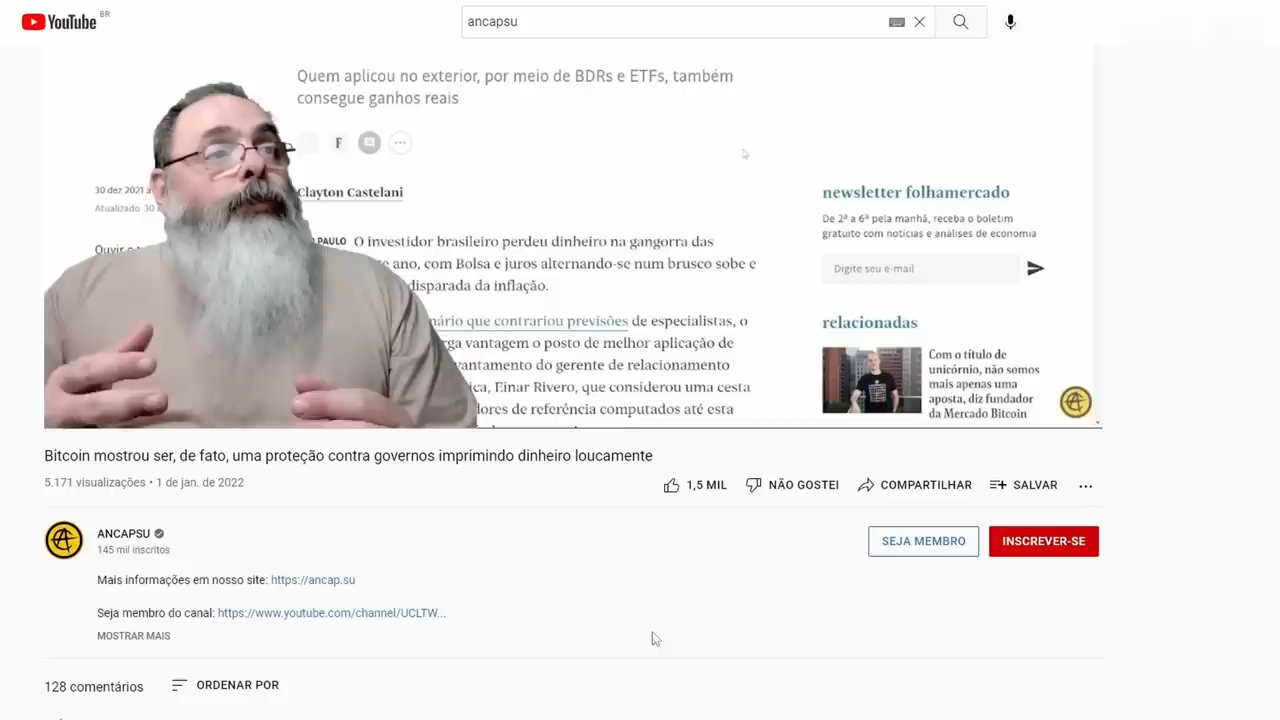 YouTube BR
ancapsu
Quem aplicou no exterior, por meio de BDRs e ETFs, também
consegue ganhos reais
F
30 dez.2021 à
Atualizado 30
Clayton Castelani
Ouvir o
PAULO O investidor brasileiro perdeu dinheiro na gangorra das
e ano, com Bolsa e juros alternando-se num brusco sobe e
disparada da inflação.
nário que contrariou previsões de especialistas, o
rga vantagem o posto de melhor aplicação de
vantamento do gerente de relacionamento
ica, Einar Rivero, que considerou uma cesta
dores de referência computados até esta
newsletter folhamercado
De 2ª a 6ª pela manhã, receba o boletim
gratuito com notícias e análises de economia
Digite seu e-mail
relacionadas
Com o título de
unicórnio, não somos
mais apenas uma
aposta, diz fundador
da Mercado Bitcoin
Bitcoin mostrou ser, de fato, uma proteção contra governos imprimindo dinheiro loucamente
5.171 visualizações • 1 de jan. de 2022
1,5 MIL
NÃO GOSTEI
COMPARTILHAR
SALVAR
ANCAPSU
145 mil inscritos
SEJA MEMBRO
INSCREVER-SE
Mais informações em nosso site: https://ancap.su
Seja membro do canal: https://www.youtube.com/channel/UCLTW...
MOSTRAR MAIS
128 comentários
ORDENAR POR